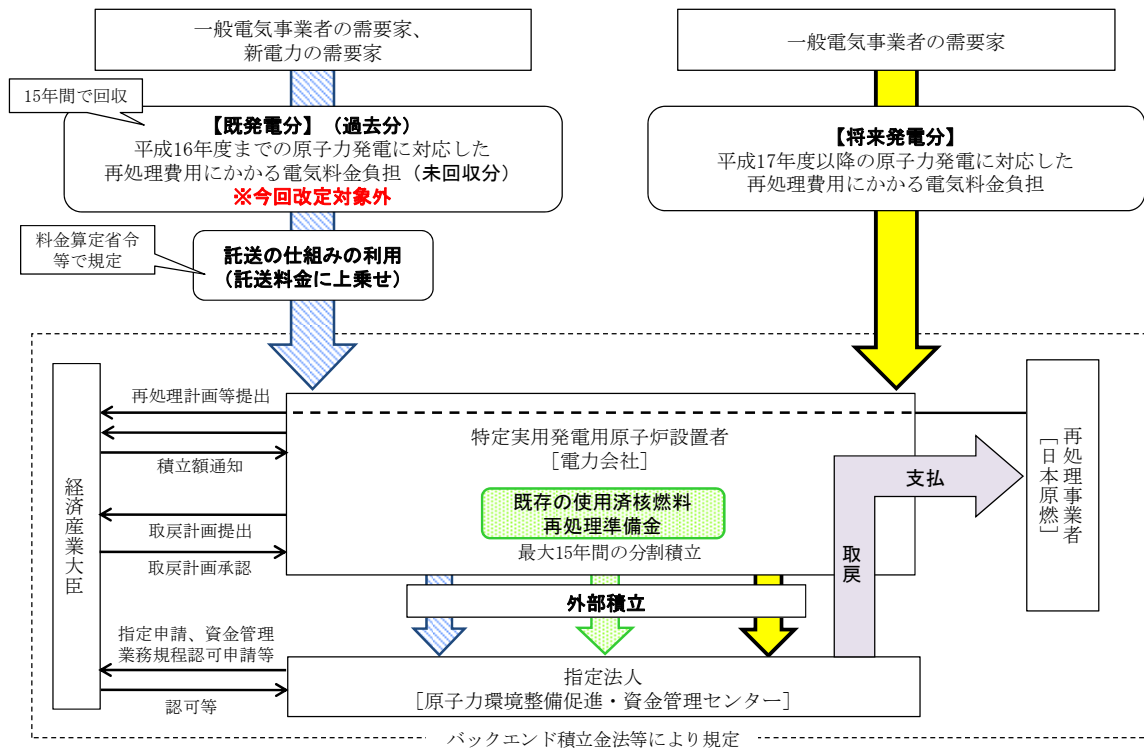 一般電気事業者の需要家、
新電力の需要家
一般電気事業者の需要家
15年間で回収
【既発電分】（過去分）
平成16年度までの原子力発電に対応した
再処理費用にかかる電気料金負担（未回収分）
※今回改定対象外
【将来発電分】
平成17年度以降の原子力発電に対応した
再処理費用にかかる電気料金負担
料金算定省令
等で規定
託送の仕組みの利用
（託送料金に上乗せ）
経済産業大臣
再処理計画等提出
積立額通知
取戻計画提出
取戻計画承認
指定申請、資金管理
業務規程認可申請等
認可等
特定実用発電用原子炉設置者
［電力会社］
既存の使用済核燃料
再処理準備金
最大15年間の分割積立
外部積立
支払
取戻
再処理事業者
［日本原燃］
指定法人
［原子力環境整備促進・資金管理センター］
バックエンド積立金法等により規定